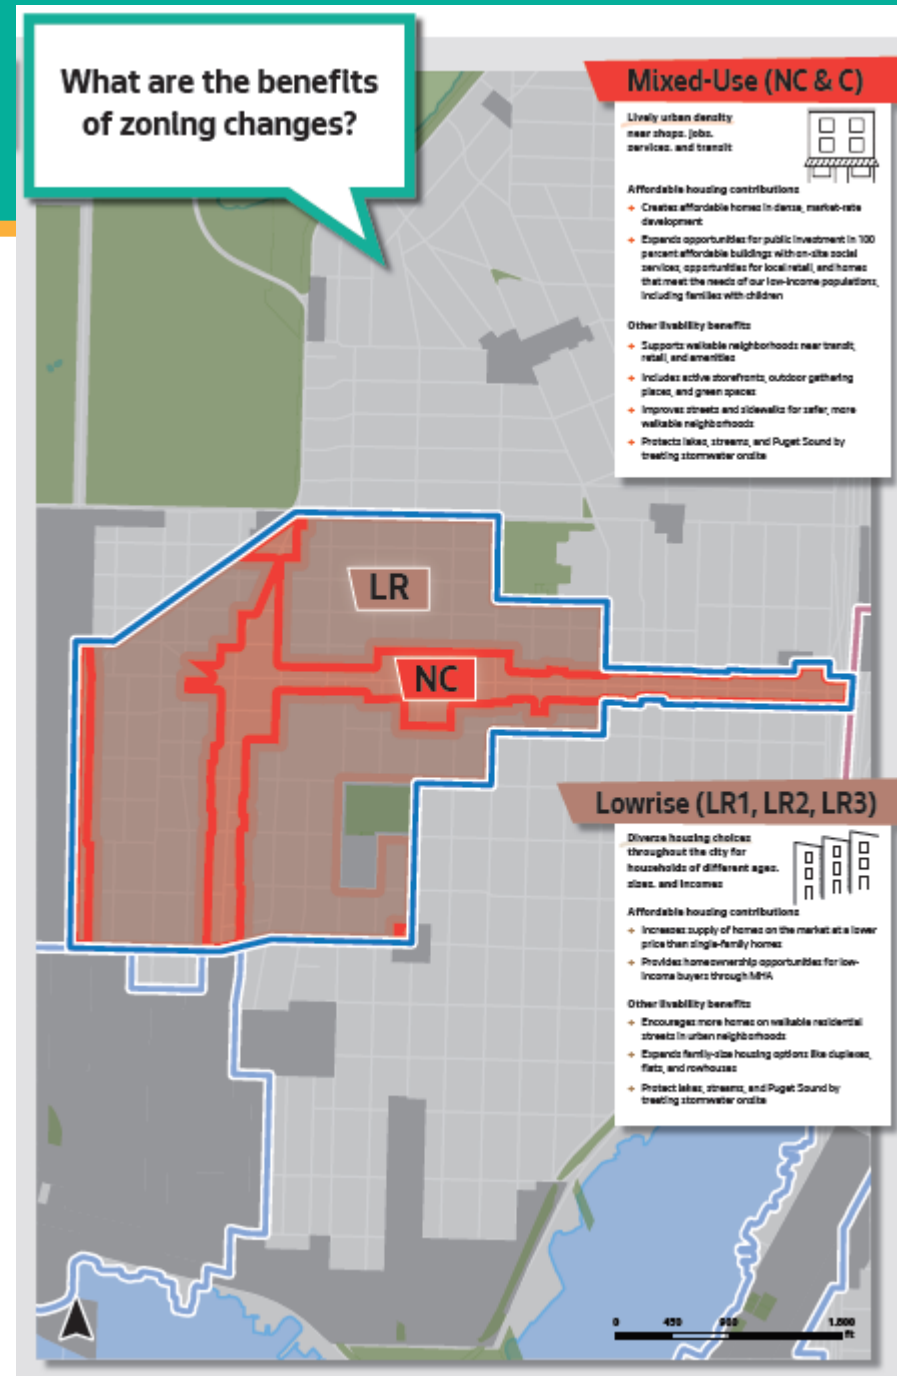 What are the benefits
of zoning changes?
Mixed-Use (NC & C)
Lively urban density
near shops, jobs,
services, and transit
Affordable housing contributions
+ Creates affordable homes in dense, market-rate
development
+ Expands opportunities for public investment in 100
percent affordable buildings with on-site social
services, opportunities for local retail, and homes
that meet the needs of our low-income populations,
including families with children
Other livability benefits
+ Supports walkable neighborhoods near transit,
retail, and amenities
+ Includes active storefronts, outdoor gathering
places, and green spaces
+ Improves streets and sidewalks for safer, more
walkable neighborhoods
+ Protects lakes, streams, and Puget Sound by
treating stormwater onsite
LR
NC
Lowrise (LR1, LR2, LR3)
Diverse housing choices
throughout the city for
households of different ages,
sizes, and incomes
Affordable housing contributions
+ Increases supply of homes on the market at a lower
price than single-family homes
+ Provides homeownership opportunities for low-
income buyers through MHA
Other livability benefits
+ Encourages more homes on walkable residential
streets in urban neighborhoods
+ Expands family-size housing options like duplexes,
flats, and rowhouses
+ Protect lakes, streams, and Puget Sound by
treating stormwater onsite
0 450 900 1,800
ft